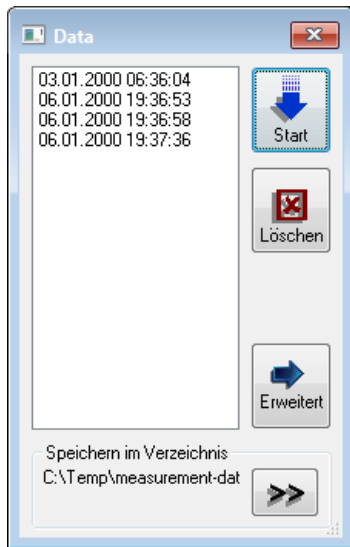 Data
03.01.2000 06:36:04
06.01.2000 19:36:53
06.01.2000 19:36:58
06.01.2000 19:37:36
Start
Löschen
Erweitert
Speichern im Verzeichnis
C:\Temp\measurement-dat
>>